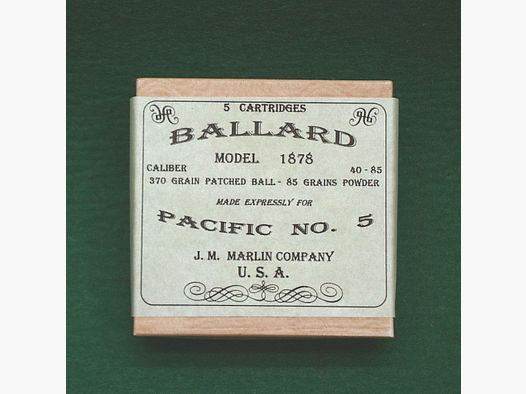 5 CARTRIDGES
BALLARD
MODEL 1878
CALIBER 40-85
370 GRAIN PATCHED BALL - 85 GRAINS POWDER
MADE EXPRESSLY FOR
PACIFIC NO. 5
J. M. MARLIN COMPANY
U. S. A.